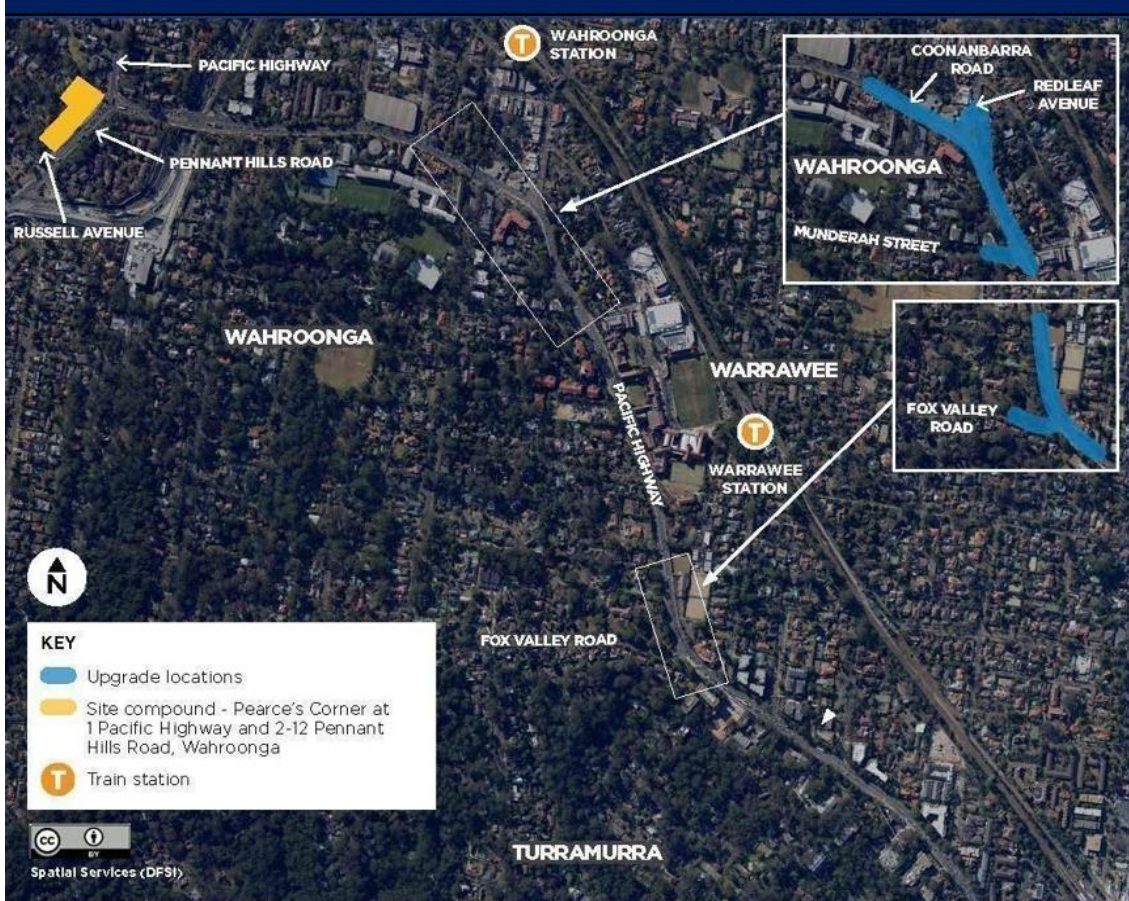 WAHROONGA
STATION
PACIFIC HIGHWAY
COONANBARRA
ROAD
REDLEAF
AVENUE
PENNANT HILLS ROAD
WAHROONGA
RUSSELL AVENUE
MUNDERAH STREET
WAHROONGA
WARRAWEE
PACIFIC HIGHWAY
FOX VALLEY
ROAD
T
T
WARRAWEE
STATION
N
FOX VALLEY ROAD
KEY
Upgrade locations
Site compound - Pearce's Corner at
1 Pacific Highway and 2-12 Pennant
Hills Road, Wahroonga
T
Train station
cc
BY
Spatial Services (DFSI)
TURRAMURRA